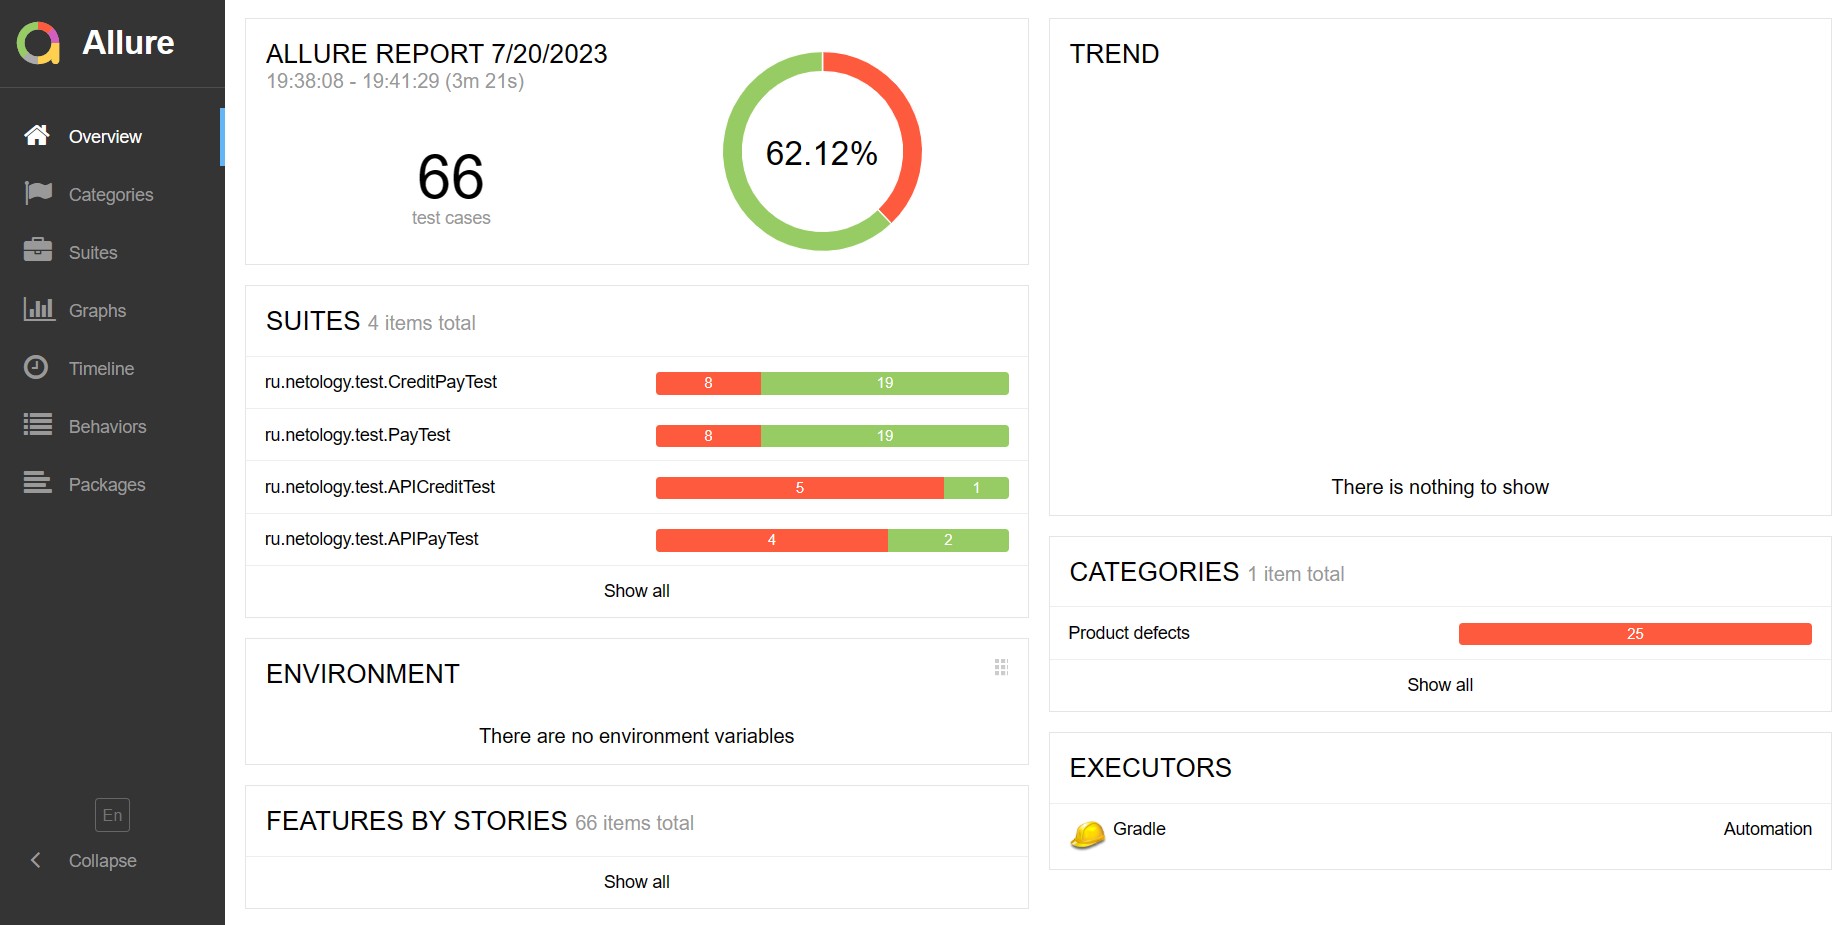 Allure
Overview
Categories
Suites
Graphs
Timeline
Behaviors
Packages
En
Collapse
ALLURE REPORT 7/20/2023
19:38:08 - 19:41:29 (3m 21s)
66
test cases
62.12%
SUITES 4 items total
ru.netology.test.CreditPayTest 8 19
ru.netology.test.PayTest 8 19
ru.netology.test.APICreditTest 5 1
ru.netology.test.APIPayTest 4 2
Show all
ENVIRONMENT
There are no environment variables
FEATURES BY STORIES 66 items total
Show all
TREND
There is nothing to show
CATEGORIES 1 item total
Product defects 25
Show all
EXECUTORS
Gradle Automation